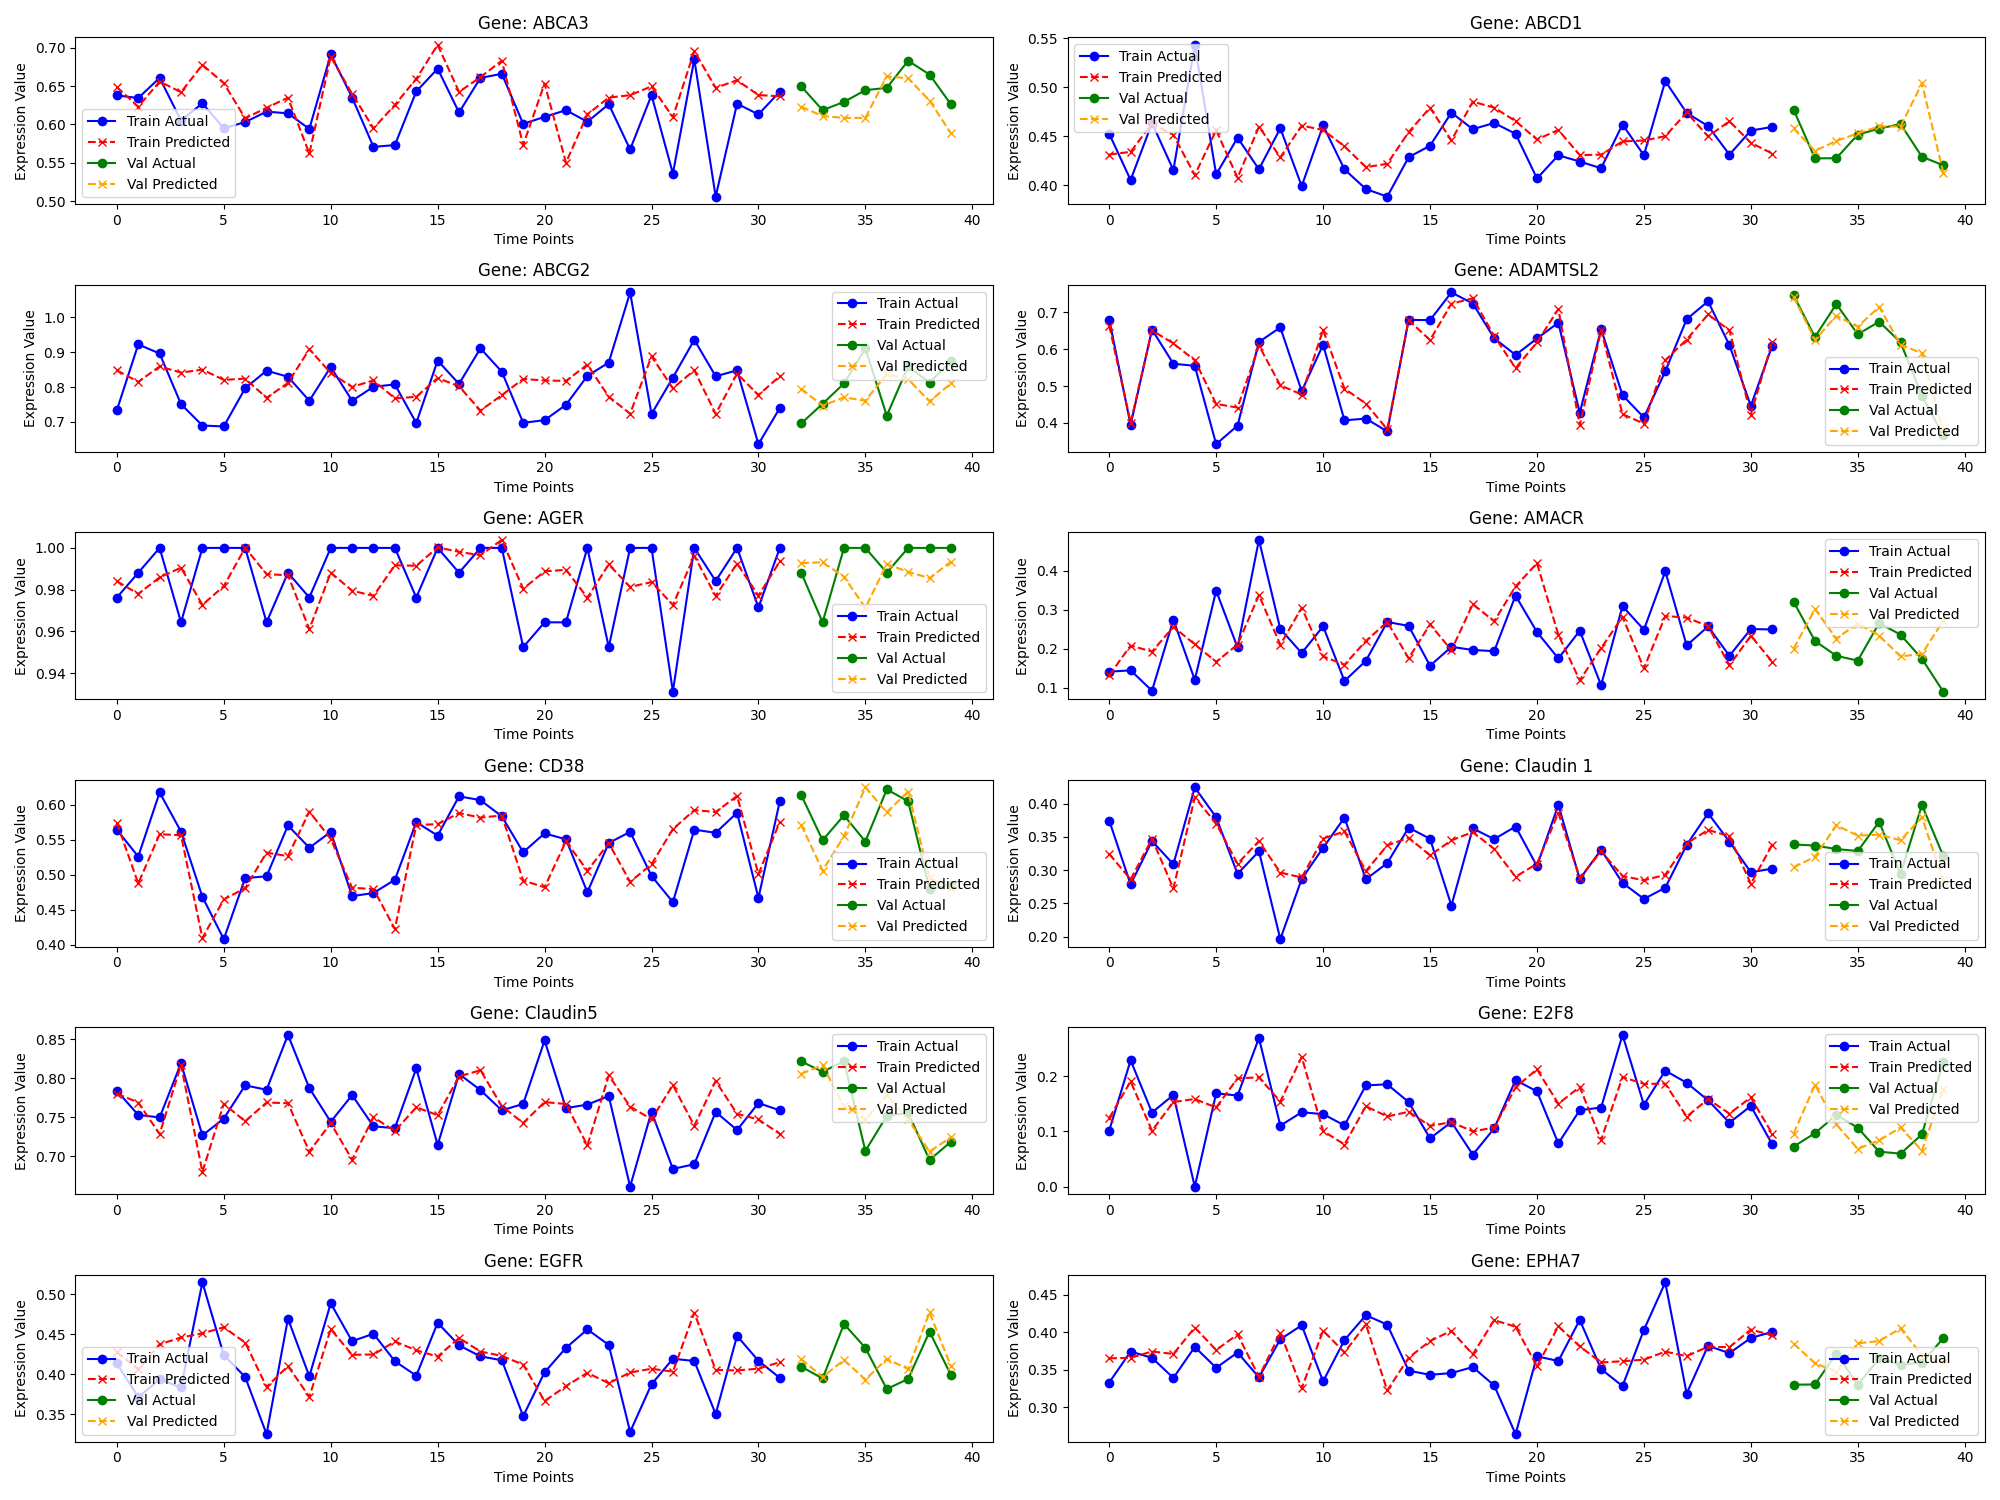 Gene: ABCA3
Expression Value
0.70
0.65
0.60
0.55
0.50
Train Actual
Train Predicted
Val Actual
Val Predicted
0 5 10 15 20 25 30 35 40
Time Points
Gene: ABCD1
Expression Value
0.55
0.50
0.45
0.40
Train Actual
Train Predicted
Val Actual
Val Predicted
0 5 10 15 20 25 30 35 40
Time Points
Gene: ABCG2
Expression Value
1.0
0.9
0.8
0.7
Train Actual
Train Predicted
Val Actual
Val Predicted
0 5 10 15 20 25 30 35 40
Time Points
Gene: ADAMTSL2
Expression Value
0.7
0.6
0.5
0.4
Train Actual
Train Predicted
Val Actual
Val Predicted
0 5 10 15 20 25 30 35 40
Time Points
Gene: AGER
Expression Value
1.00
0.98
0.96
0.94
Train Actual
Train Predicted
Val Actual
Val Predicted
0 5 10 15 20 25 30 35 40
Time Points
Gene: AMACR
Expression Value
0.4
0.3
0.2
0.1
Train Actual
Train Predicted
Val Actual
Val Predicted
0 5 10 15 20 25 30 35 40
Time Points
Gene: CD38
Expression Value
0.60
0.55
0.50
0.45
0.40
Train Actual
Train Predicted
Val Actual
Val Predicted
0 5 10 15 20 25 30 35 40
Time Points
Gene: Claudin 1
Expression Value
0.40
0.35
0.30
0.25
0.20
Train Actual
Train Predicted
Val Actual
Val Predicted
0 5 10 15 20 25 30 35 40
Time Points
Gene: Claudin5
Expression Value
0.85
0.80
0.75
0.70
Train Actual
Train Predicted
Val Actual
Val Predicted
0 5 10 15 20 25 30 35 40
Time Points
Gene: E2F8
Expression Value
0.2
0.1
0.0
Train Actual
Train Predicted
Val Actual
Val Predicted
0 5 10 15 20 25 30 35 40
Time Points
Gene: EGFR
Expression Value
0.50
0.45
0.40
0.35
Train Actual
Train Predicted
Val Actual
Val Predicted
0 5 10 15 20 25 30 35 40
Time Points
Gene: EPHA7
Expression Value
0.45
0.40
0.35
0.30
Train Actual
Train Predicted
Val Actual
Val Predicted
0 5 10 15 20 25 30 35 40
Time Points